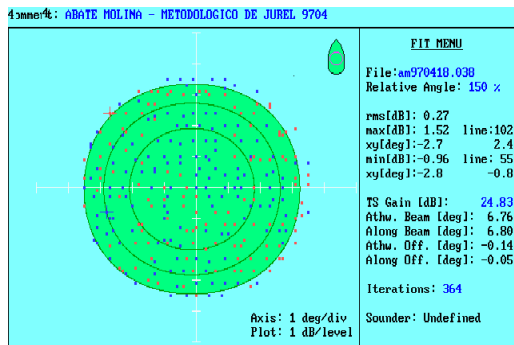 ABATE MOLINA - METODOLOGICO DE JUREL 9704
FIT MENU
File:am970418.038
Relative Angle: 150 %
rms[dB]: 0.27
max[dB]: 1.52 line:102
xy[deg]:-2.7 2.4
min[dB]:-0.96 line: 55
xy[deg]:-2.8 -0.8
TS Gain [dB]: 24.83
Athw. Beam [deg]: 6.76
Along Beam [deg]: 6.80
Athw. Off. [deg]: -0.14
Along Off. [deg]: -0.05
Iterations: 364
Axis: 1 deg/div
Plot: 1 dB/level
Sounder: Undefined